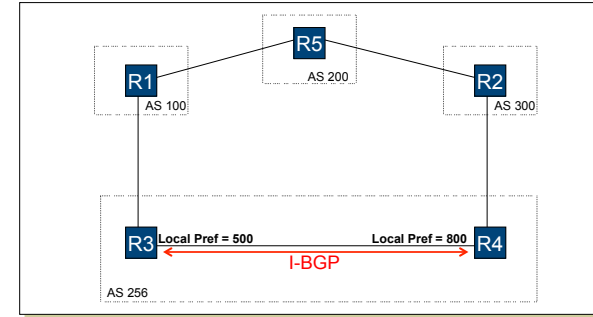 R5
AS 200
R1
AS 100
R2
AS 300
R3
Local Pref = 500
Local Pref = 800
R4
I-BGP
AS 256